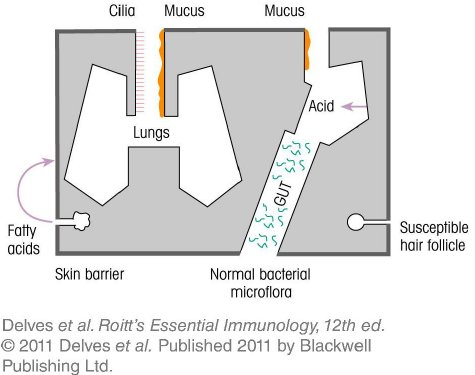 Cilia
Mucus
Mucus
Acid
Lungs
GUT
Fatty
acids
Susceptible
hair follicle
Skin barrier
Normal bacterial
microflora
Delves et al. Roitt's Essential Immunology, 12th ed.
© 2011 Delves et al. Published 2011 by Blackwell
Publishing Ltd.